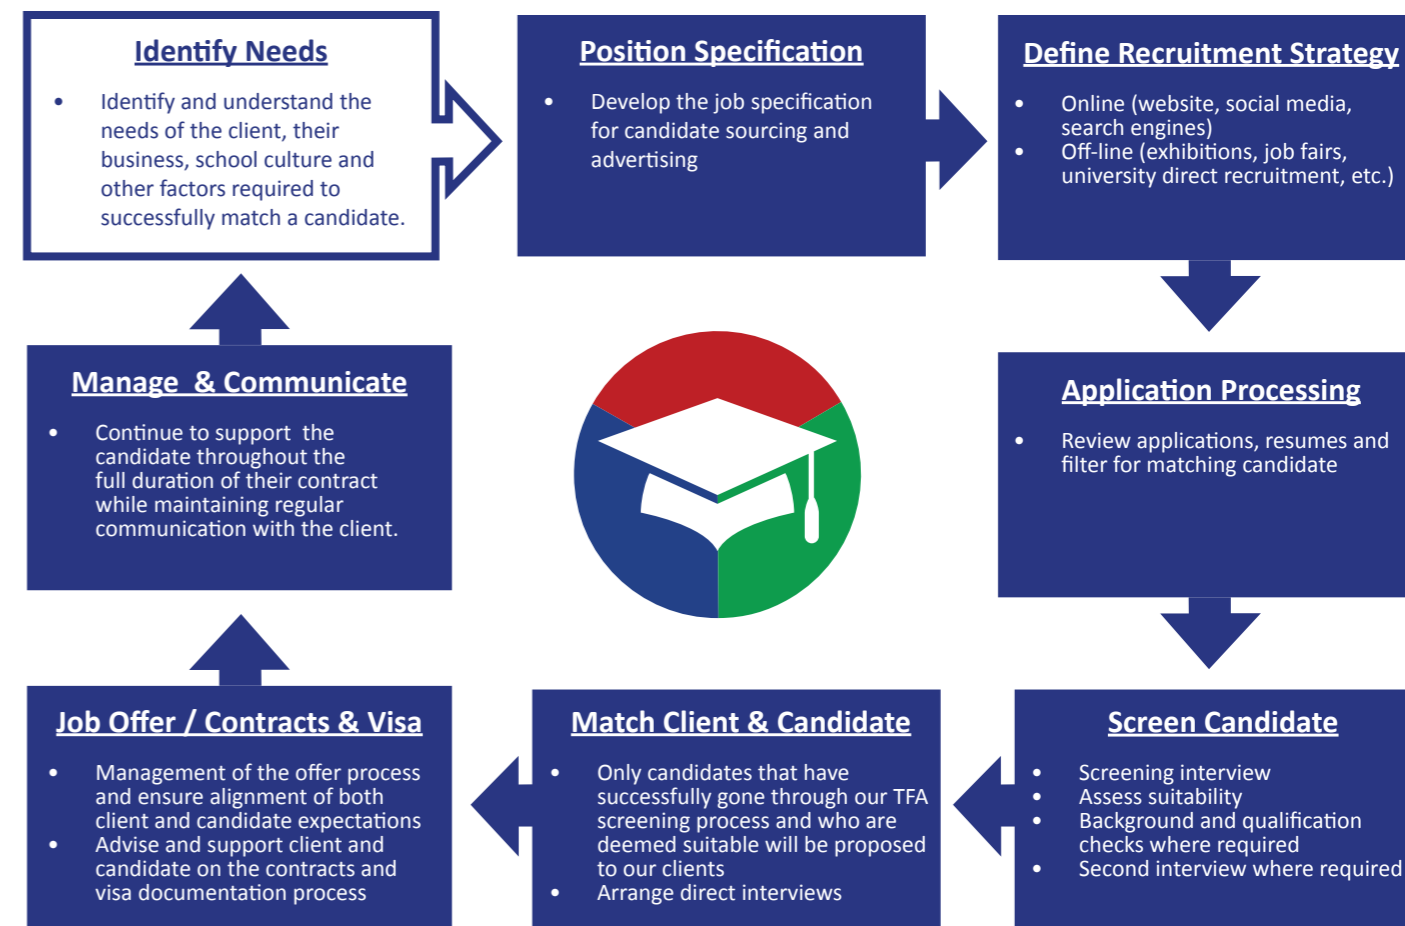 Identify Needs
• Identify and understand the
needs of the client, their
business, school culture and
other factors required to
successfully match a candidate.
Position Specification
• Develop the job specification
for candidate sourcing and
advertising
Define Recruitment Strategy
• Online (website, social media,
search engines)
• Off-line (exhibitions, job fairs,
university direct recruitment, etc.)
Application Processing
• Review applications, resumes and
filter for matching candidate
Screen Candidate
• Screening interview
• Assess suitability
• Background and qualification
checks where required
• Second interview where required
Match Client & Candidate
• Only candidates that have
successfully gone through our TFA
screening process and who are
deemed suitable will be proposed
to our clients
• Arrange direct interviews
Job Offer / Contracts & Visa
• Management of the offer process
and ensure alignment of both
client and candidate expectations
• Advise and support client and
candidate on the contracts and
visa documentation process
Manage & Communicate
• Continue to support the
candidate throughout the
full duration of their contract
while maintaining regular
communication with the client.